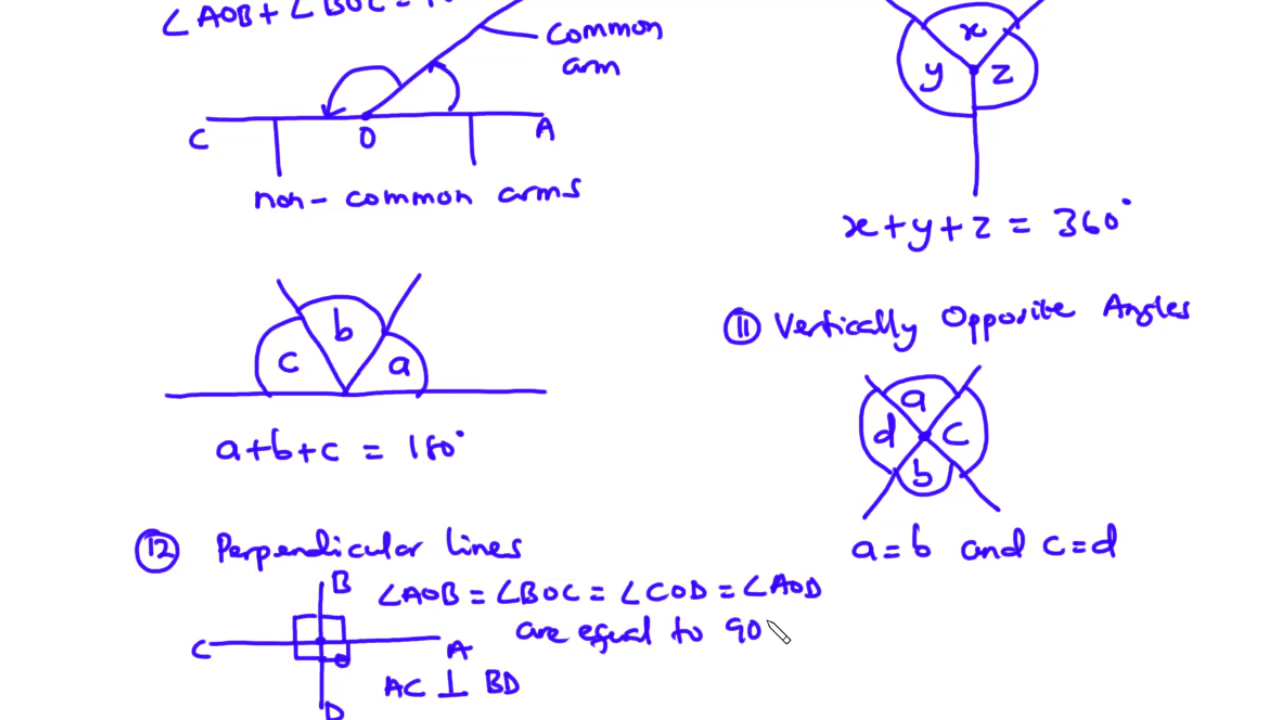 ∠AOB + ∠BOC = 1
Common
arm
C
O
A
non-common arms
x
y
z
x+y+z = 360°
c
b
a
a+b+c = 180°
⑪ Vertically Opposite Angles
a
d
c
b
a=b and c=d
⑫ Perpendicular lines
B
∠AOB = ∠BOC = ∠COD = ∠AOD
are equal to 90
C
A
O
AC ⊥ BD
D